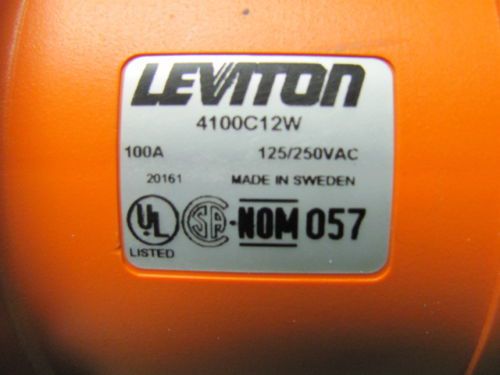 LEVITON
4100C12W
100A 125/250VAC
20161 MADE IN SWEDEN
UL SA NOM 057
LISTED